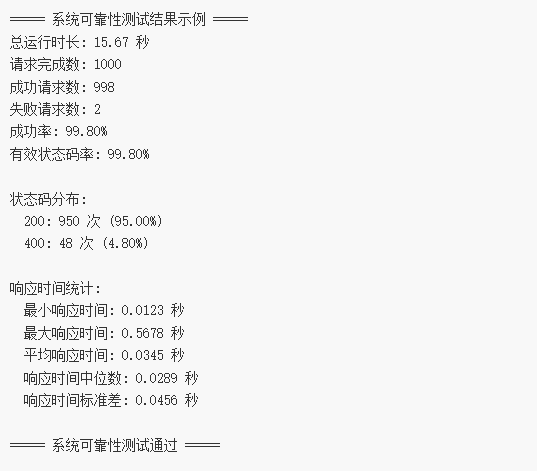 ===== 系统可靠性测试结果示例 =====
总运行时长: 15.67 秒
请求完成数: 1000
成功请求数: 998
失败请求数: 2
成功率: 99.80%
有效状态码率: 99.80%
状态码分布:
200: 950 次 (95.00%)
400: 48 次 (4.80%)
响应时间统计:
最小响应时间: 0.0123 秒
最大响应时间: 0.5678 秒
平均响应时间: 0.0345 秒
响应时间中位数: 0.0289 秒
响应时间标准差: 0.0456 秒
===== 系统可靠性测试通过 =====